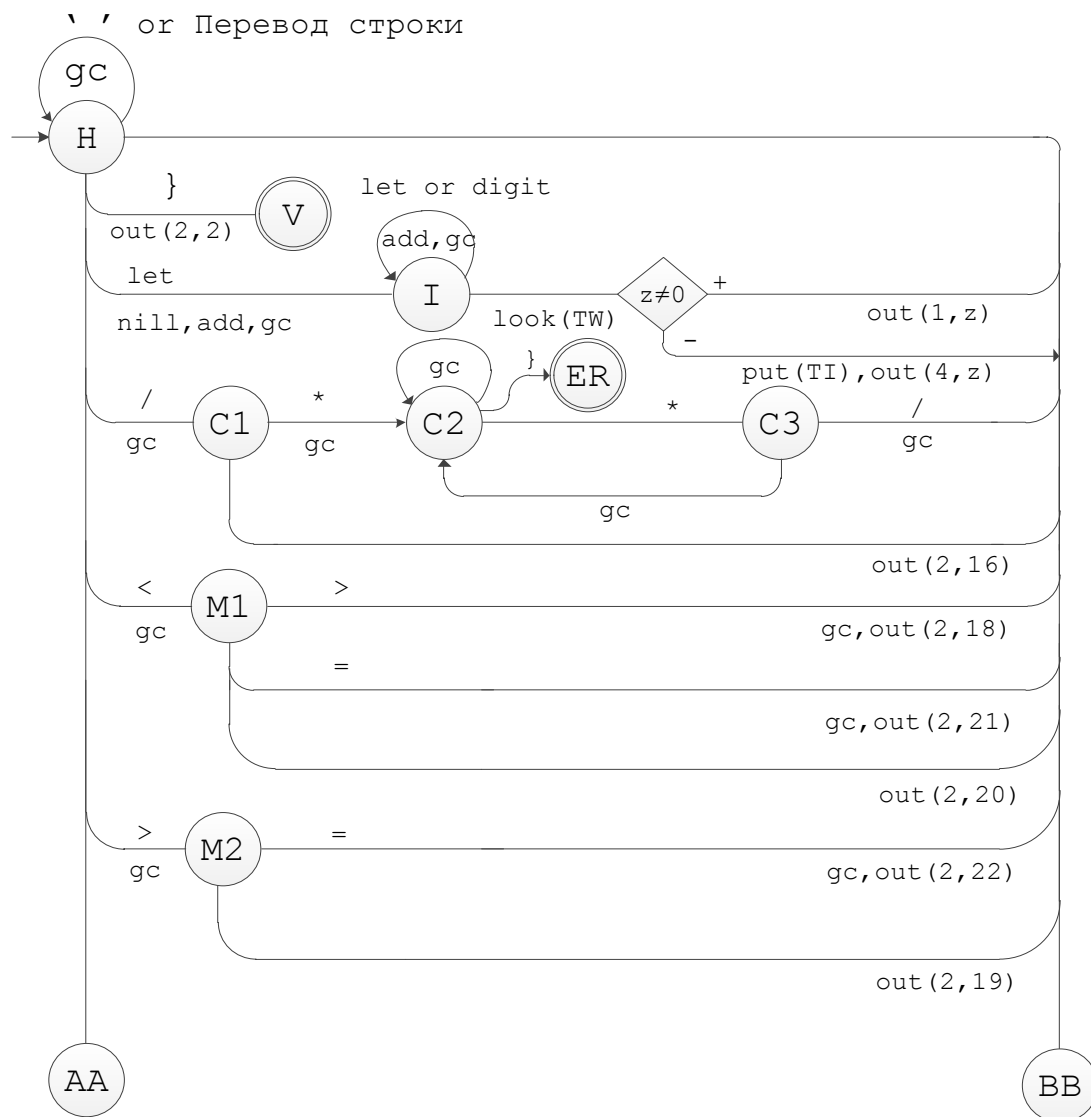 ' ' or Перевод строки
gc
H
}
V
out(2,2)
let or digit
add,gc
let
I
z≠0
+
nill,add,gc
look(TW)
out(1,z)
-
gc
}
ER
put(TI),out(4,z)
/
*
*
/
C1
C2
C3
gc
gc
gc
gc
out(2,16)
<
>
M1
gc
gc,out(2,18)
=
gc,out(2,21)
out(2,20)
>
=
M2
gc
gc,out(2,22)
out(2,19)
AA
BB